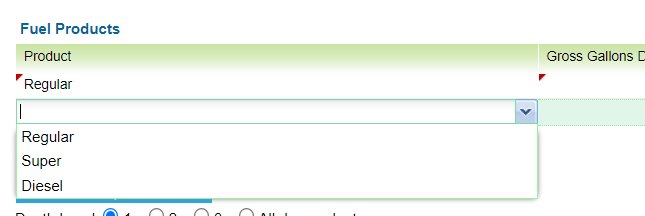 Fuel Products
Product Gross Gallons D
Regular
Regular
Super
Diesel